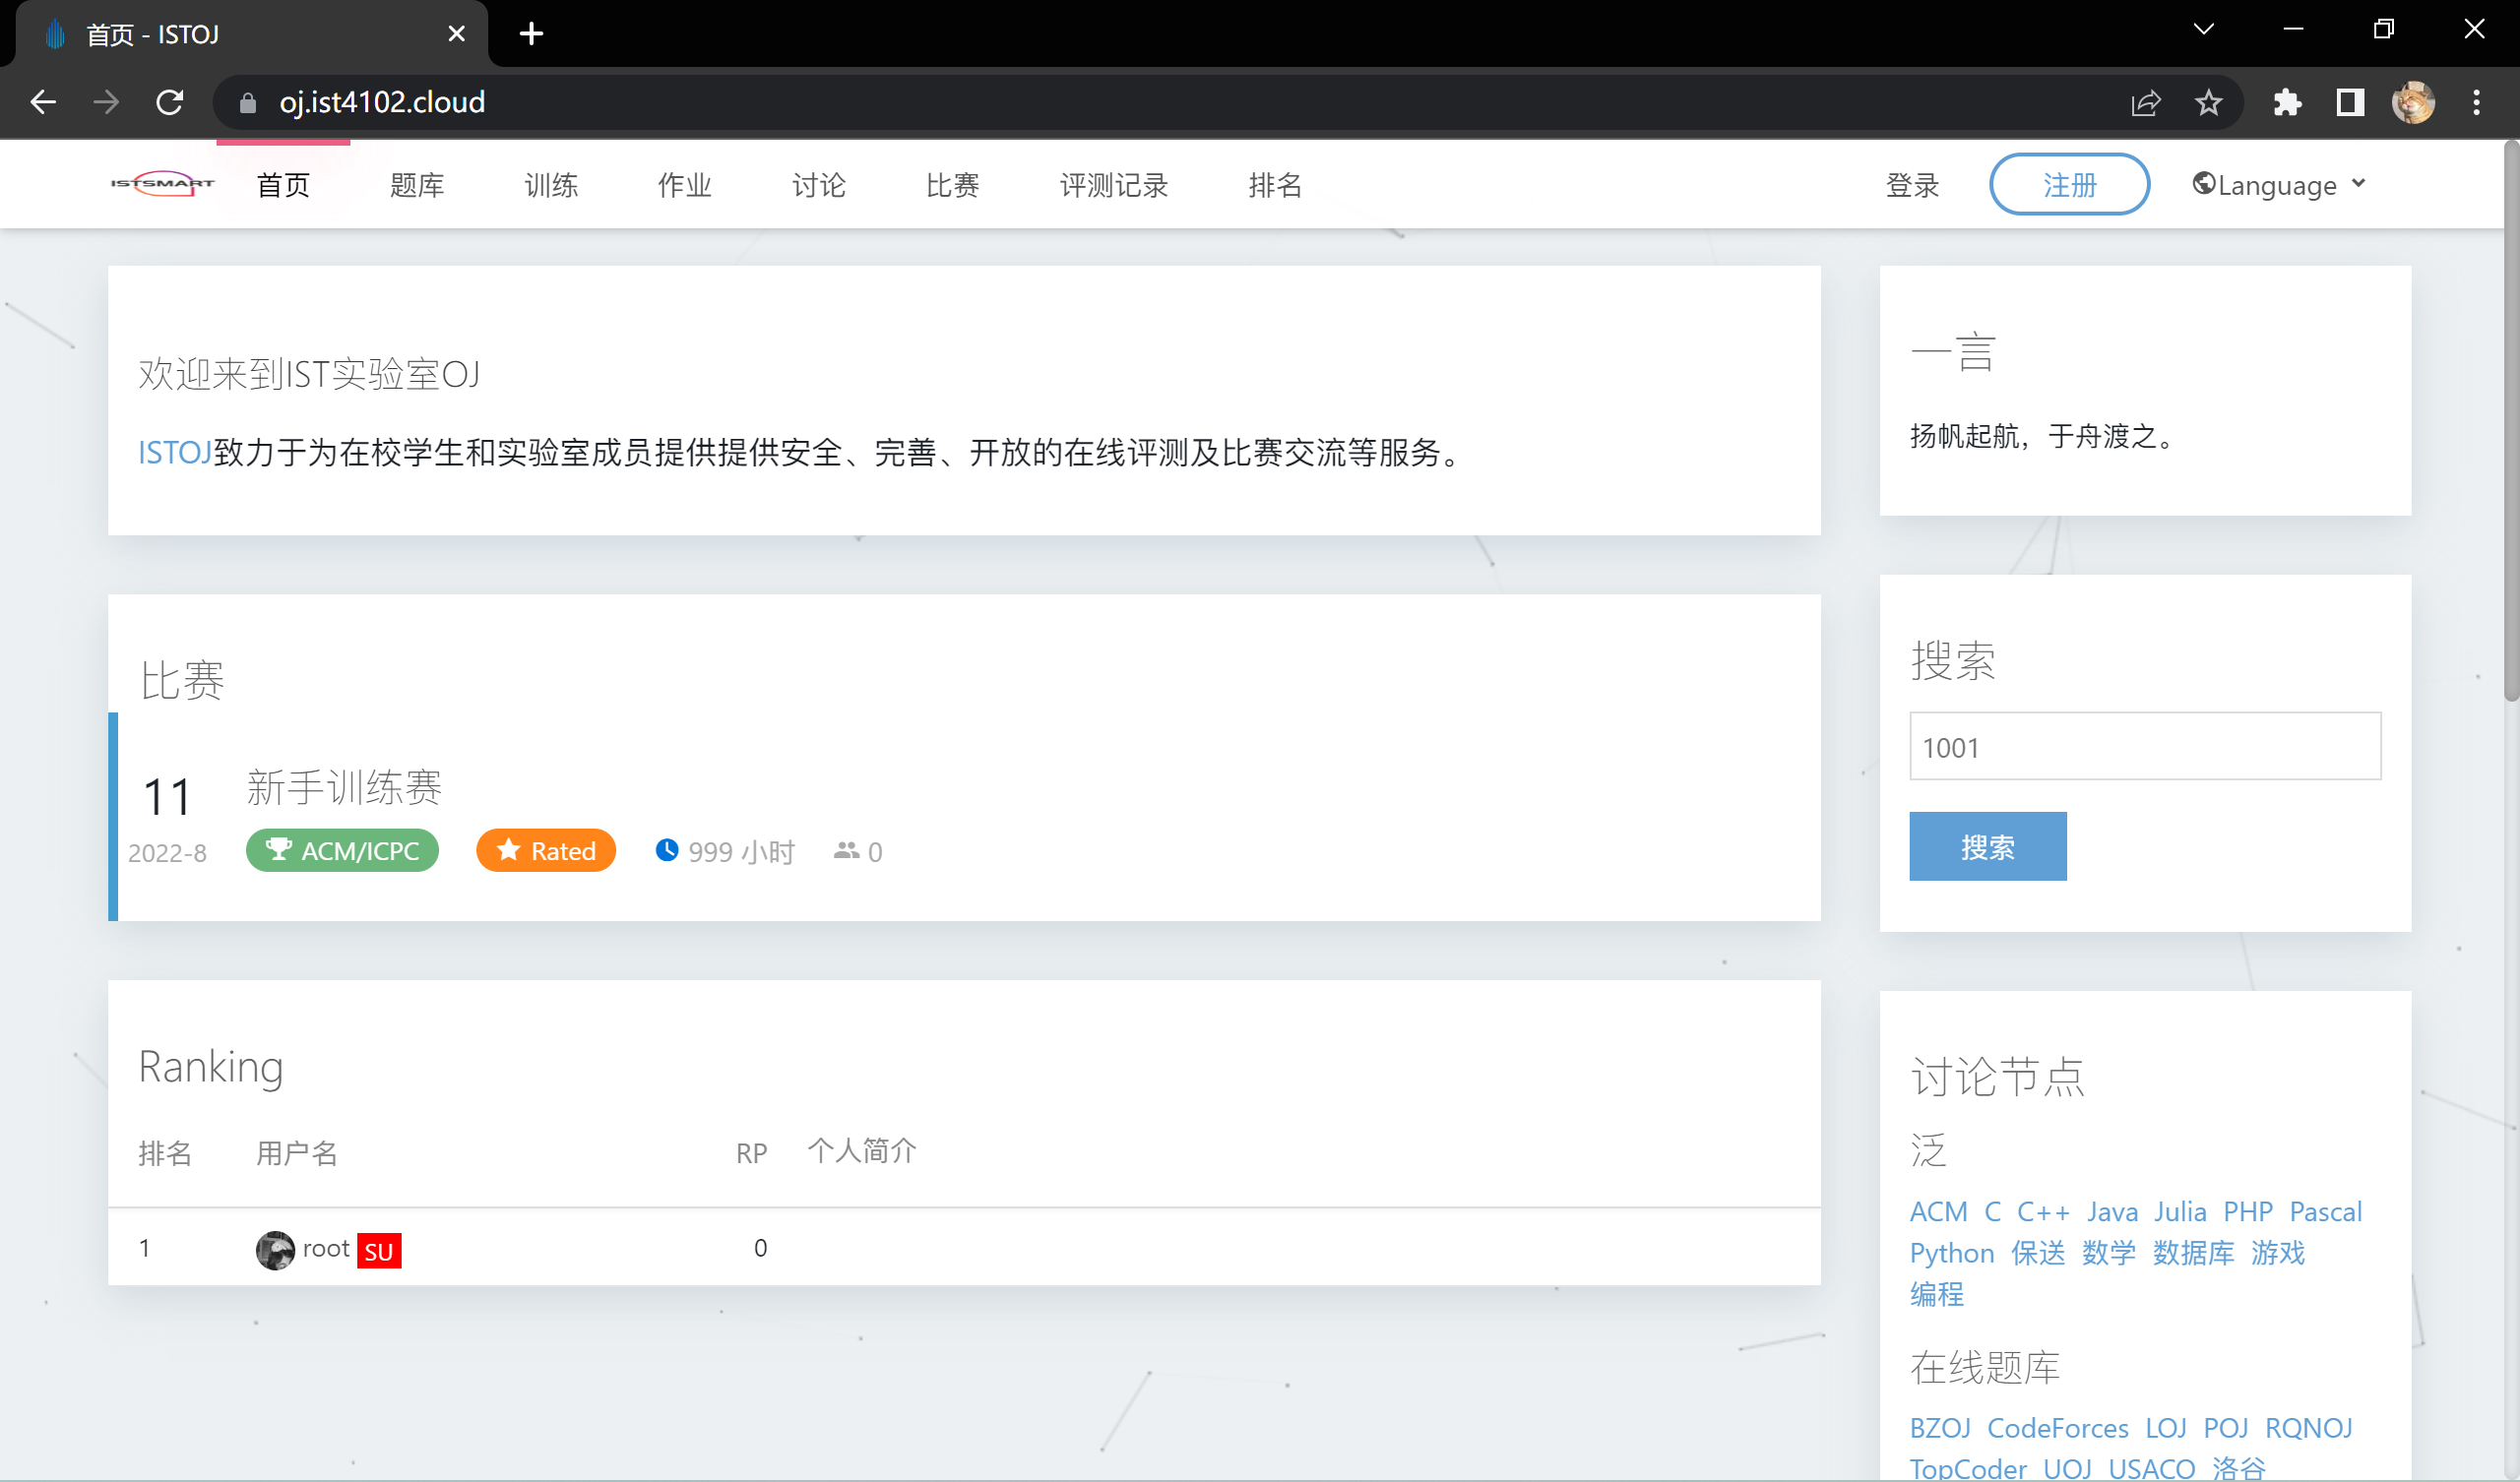 首页 - ISTOJ
oj.ist4102.cloud
ISTSMART 首页 题库 训练 作业 讨论 比赛 评测记录 排名 登录 注册 Language
欢迎来到IST实验室OJ
ISTOJ致力于为在校学生和实验室成员提供提供安全、完善、开放的在线评测及比赛交流等服务。
比赛
11 新手训练赛
2022-8 ACM/ICPC Rated 999 小时 0
Ranking
排名 用户名 RP 个人简介
1 root SU 0
一言
扬帆起航，于舟渡之。
搜索
1001
搜索
讨论节点
泛
ACM C C++ Java Julia PHP Pascal
Python 保送 数学 数据库 游戏
编程
在线题库
BZOJ CodeForces LOJ POJ RQNOJ
TopCoder UOJ USACO 洛谷